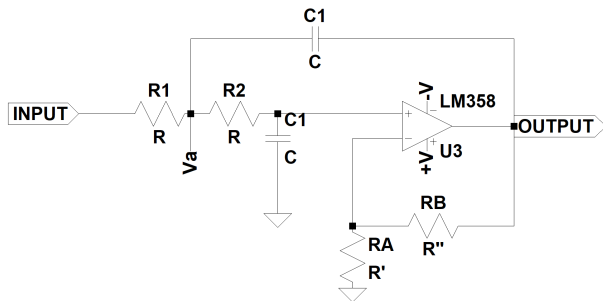 C1
C
R1
R2
INPUT
R
R
Va
C1
C
-V
LM358
+
−
−
+
U3
+V
OUTPUT
RB
R"
RA
R'